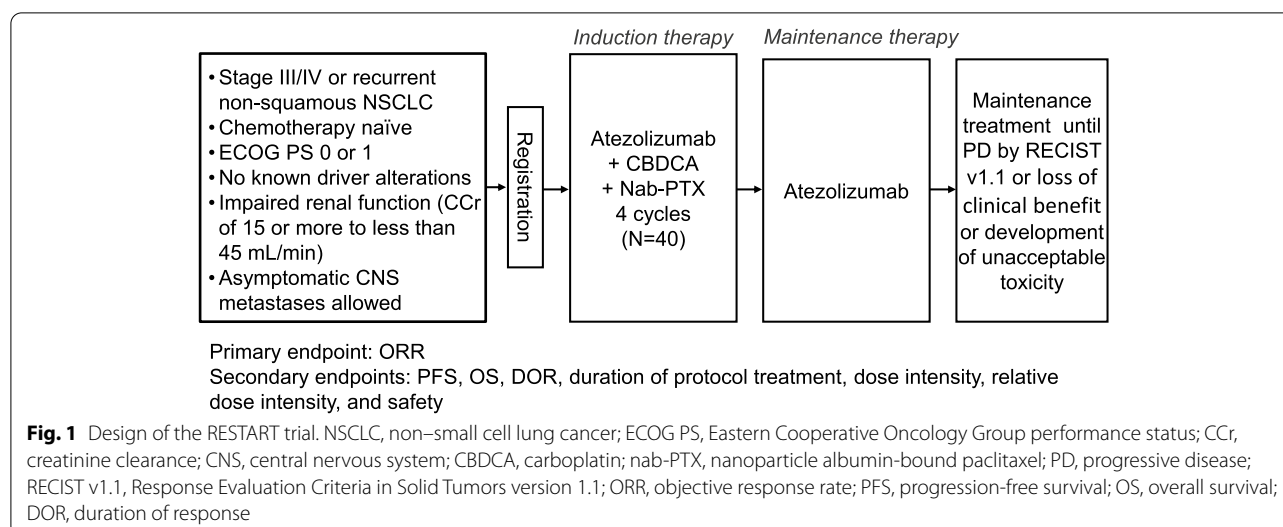 Induction therapy
Maintenance therapy
• Stage III/IV or recurrent
non-squamous NSCLC
• Chemotherapy naïve
• ECOG PS 0 or 1
• No known driver alterations
• Impaired renal function (CCr
of 15 or more to less than
45 mL/min)
• Asymptomatic CNS
metastases allowed
Registration
Atezolizumab
+ CBDCA
+ Nab-PTX
4 cycles
(N=40)
Atezolizumab
Maintenance
treatment until
PD by RECIST
v1.1 or loss of
clinical benefit
or development
of unacceptable
toxicity
Primary endpoint: ORR
Secondary endpoints: PFS, OS, DOR, duration of protocol treatment, dose intensity, relative
dose intensity, and safety
Fig. 1 Design of the RESTART trial. NSCLC, non–small cell lung cancer; ECOG PS, Eastern Cooperative Oncology Group performance status; CCr,
creatinine clearance; CNS, central nervous system; CBDCA, carboplatin; nab-PTX, nanoparticle albumin-bound paclitaxel; PD, progressive disease;
RECIST v1.1, Response Evaluation Criteria in Solid Tumors version 1.1; ORR, objective response rate; PFS, progression-free survival; OS, overall survival;
DOR, duration of response